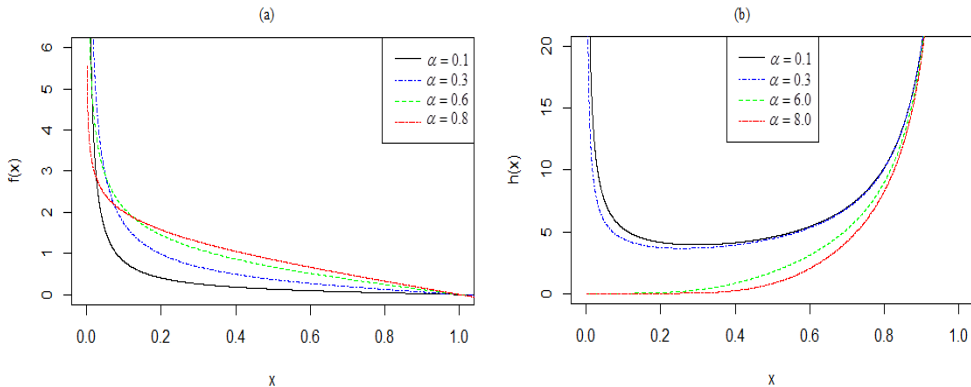 (a)
f(x)
6
5
4
3
2
1
0
0.0 0.2 0.4 0.6 0.8 1.0
x
α = 0.1
α = 0.3
α = 0.6
α = 0.8
(b)
h(x)
20
15
10
5
0
0.0 0.2 0.4 0.6 0.8 1.0
x
α = 0.1
α = 0.3
α = 6.0
α = 8.0